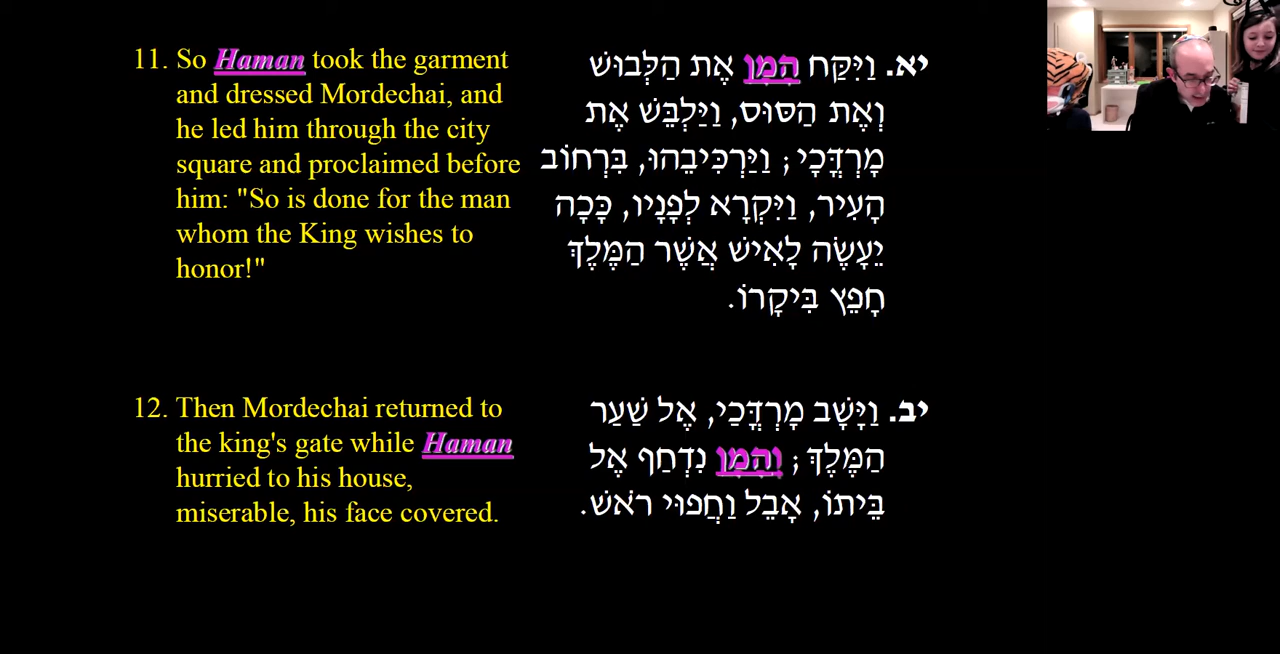 11. So Haman took the garment
and dressed Mordechai, and
he led him through the city
square and proclaimed before
him: "So is done for the man
whom the King wishes to
honor!"
יא. וַיִּקַּח הָמָן אֶת הַלְּבוּשׁ
וְאֶת הַסּוּס, וַיַּלְבֵּשׁ אֶת
מָרְדֳּכָי; וַיַּרְכִּיבֵהוּ, בִּרְחוֹב
הָעִיר, וַיִּקְרָא לְפָנָיו, כָּכָה
יֵעָשֶׂה לָאִישׁ אֲשֶׁר הַמֶּלֶךְ
חָפֵץ בִּיקָרוֹ.
12. Then Mordechai returned to
the king's gate while Haman
hurried to his house,
miserable, his face covered.
יב. וַיָּשָׁב מָרְדֳּכַי, אֶל שַׁעַר
הַמֶּלֶךְ; וְהָמָן נִדְחַף אֶל
בֵּיתוֹ, אָבֵל וַחֲפוּי רֹאשׁ.